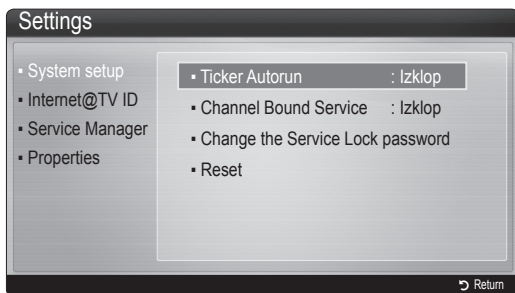 Settings
▪ System setup
▪ Internet@TV ID
▪ Service Manager
▪ Properties
▪ Ticker Autorun : Izklop
▪ Channel Bound Service : Izklop
▪ Change the Service Lock password
▪ Reset
Return